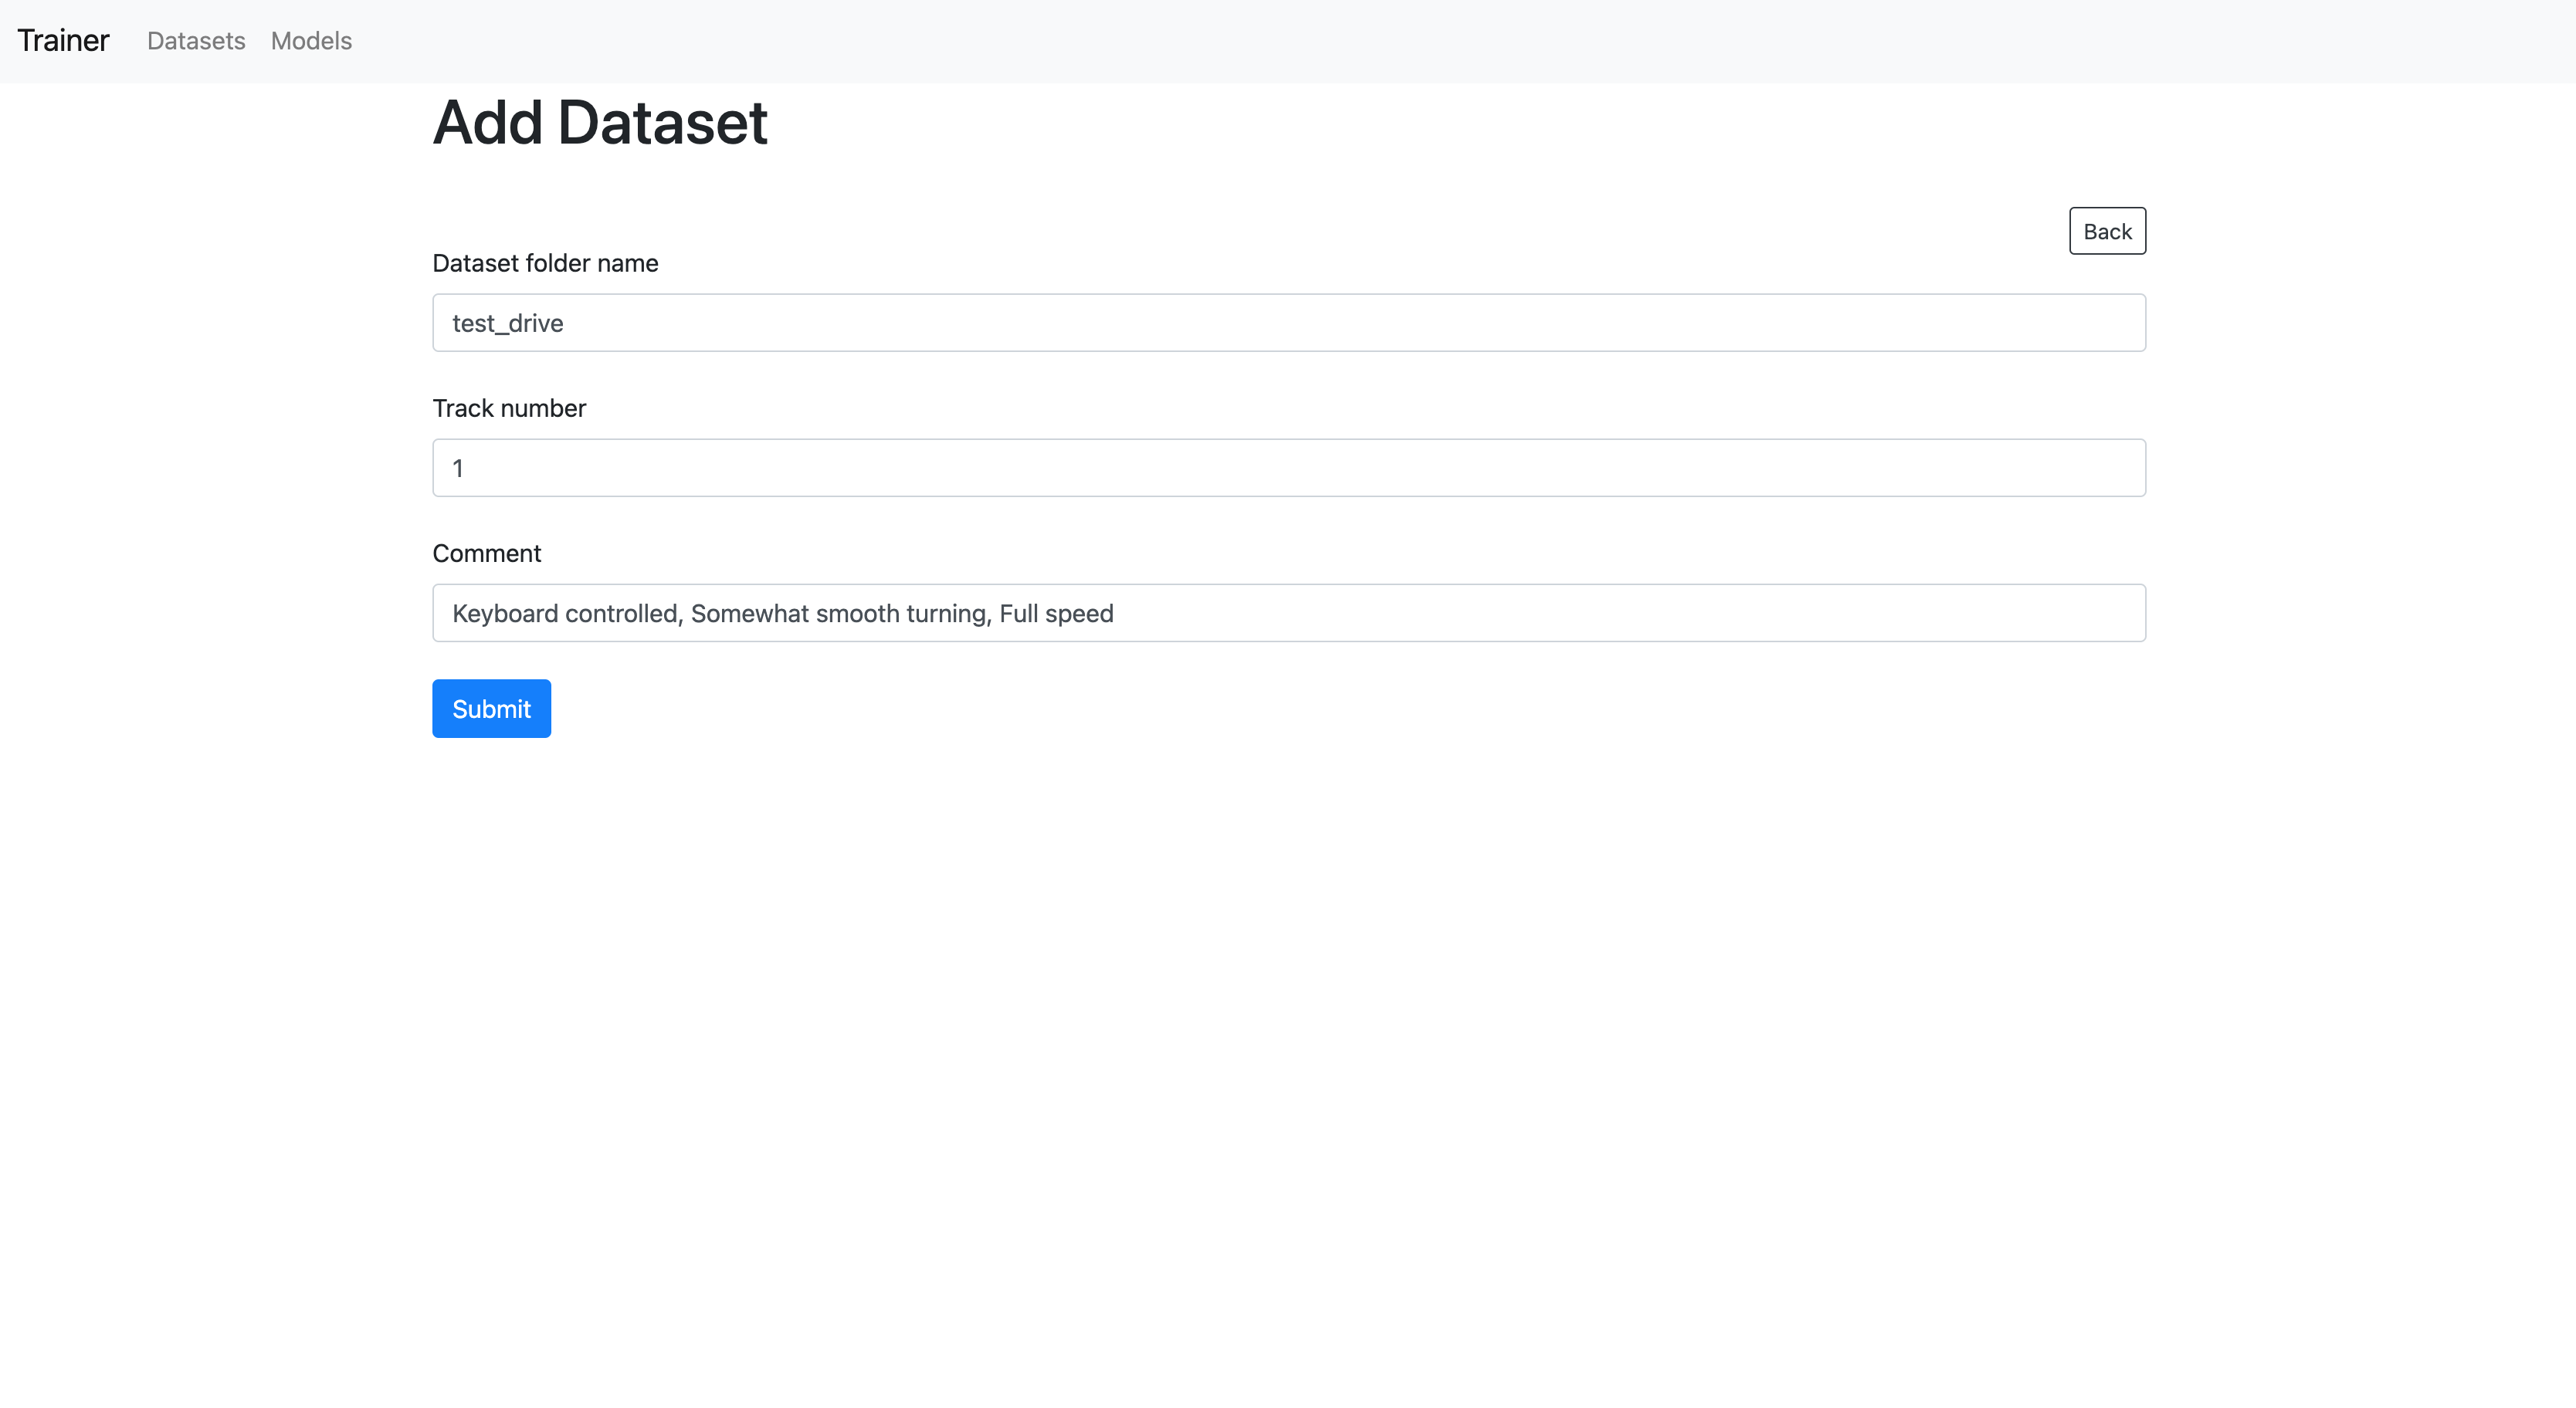 Trainer Datasets Models
Add Dataset
Back
Dataset folder name
test_drive
Track number
1
Comment
Keyboard controlled, Somewhat smooth turning, Full speed
Submit